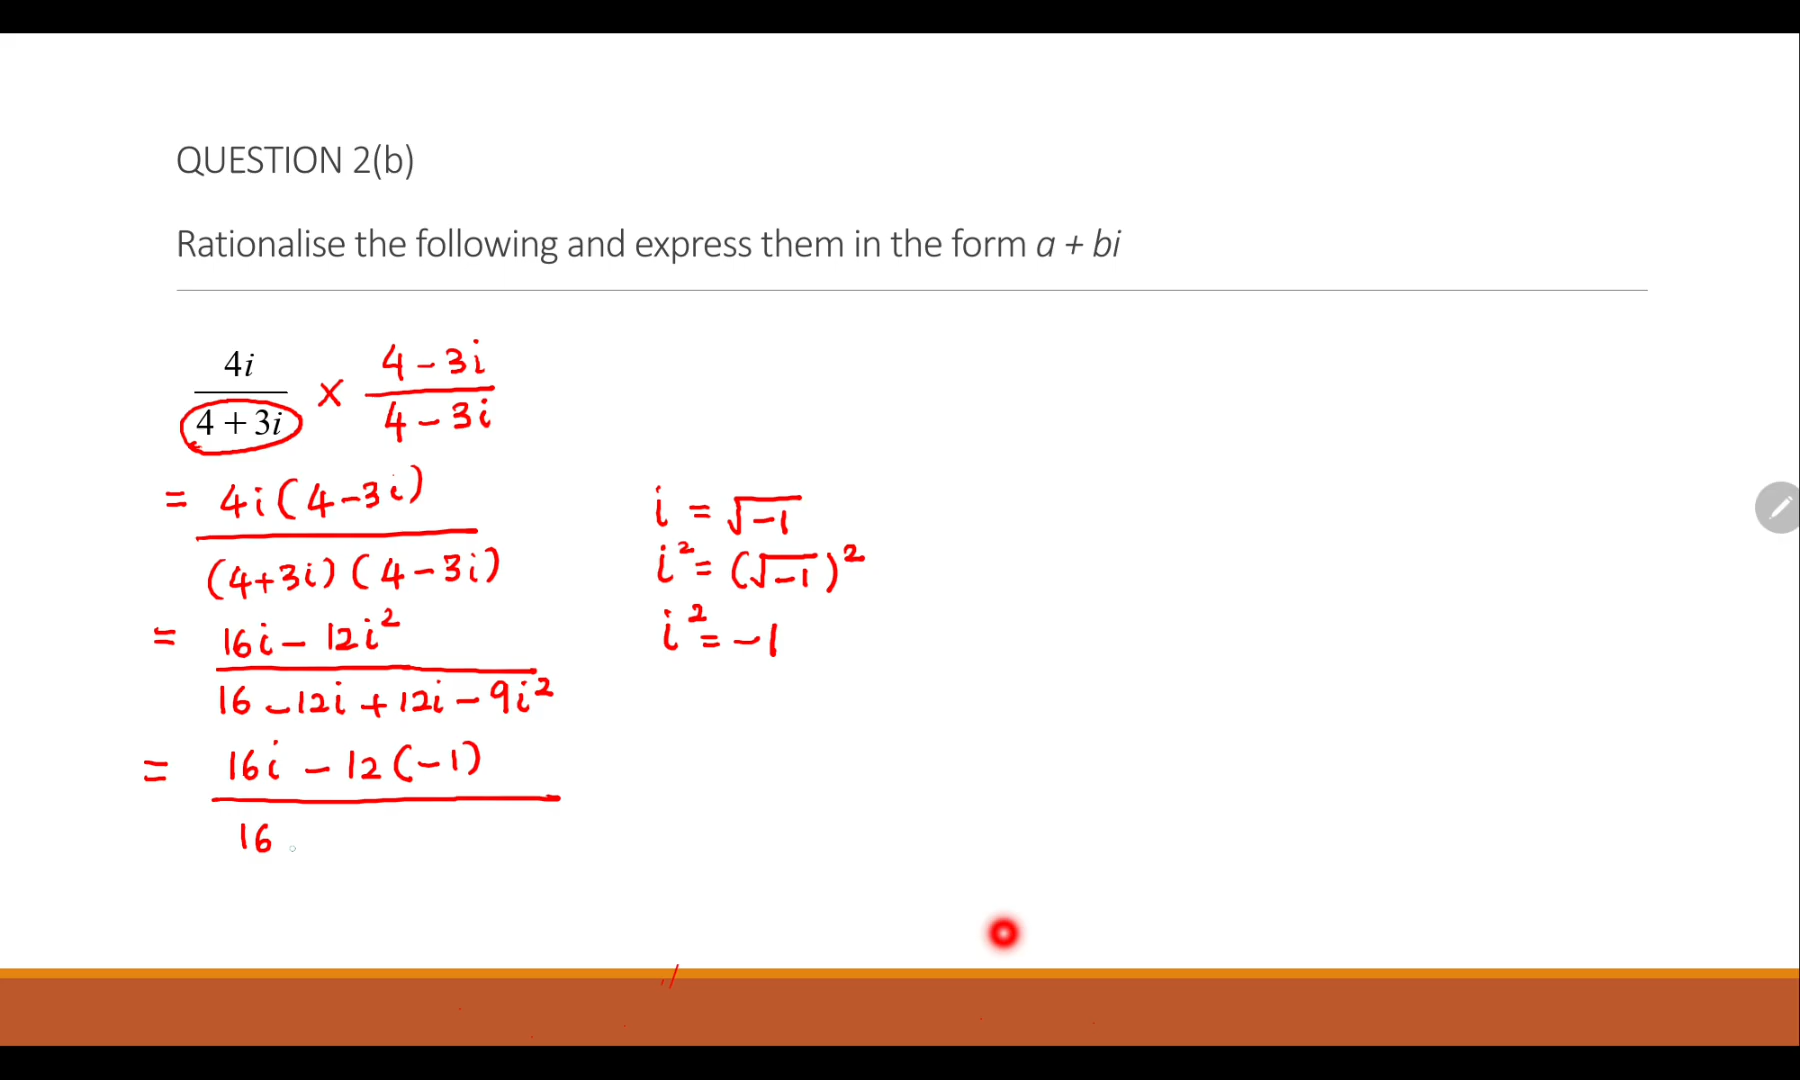 QUESTION 2(b)
Rationalise the following and express them in the form a + bi
4i / 4 + 3i × 4 - 3i / 4 - 3i
= 4i(4-3i) / (4+3i)(4-3i)
i = √-1
i² = (√-1)²
= 16i - 12i² / 16 - 12i + 12i - 9i²
i² = -1
= 16i - 12(-1) / 16